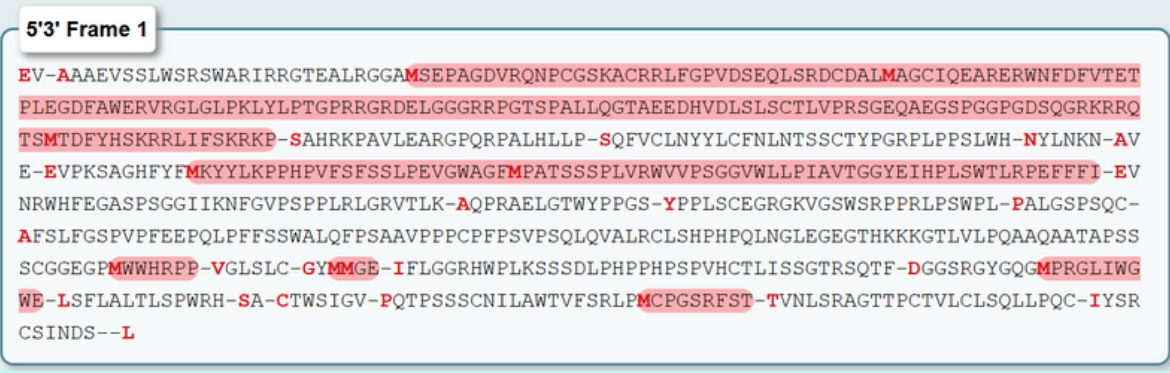 5'3' Frame 1
EV-AAAEVSSLWSRSWARIRRGTEALRGGAMSEPAGDVRQNPCGSKACRRLFGPVDSEQLSRDCDALMAGCIQEARERWNFDFVTET
PLEGDFAWERVRGLGLPKLYLPTGPRRGRDELGGGRRPGTSPALLQGTAEEDHVDLSLSCTLVPRSGEQAEGSPGGPGDSQGRKRRQ
TSMTDFYHSKRRLIFSKRKP-SAHRKPAVLEARGPQRPALHLLP-SQFVCLNYYLCFNLNTSSCTYPGRPLPPSLWH-NYLNKN-AV
E-EVPKSAGHFYFMKYYLKPPHPVFSFSSSLPEVGWAGFMPATSSSPLVRWVVPSGGVWLLPIAVTGGYEIHPLSWTLRPEFFFI-EV
NRWHFEGASPSGGIIKNFGVPSPPLRLGRVTLK-AQPRAELGTWYPPGS-YPPLSCEGRGKVGSWSRPPRLPSWPL-PALGSPSQC-
AFSLFGSPVPFEEPQLPFFSSWALQFPSAAVPPPCPFPSVPSQLQVALRCLSHPHPQLNGLEGEGTHKKKGTLVLPQAAQAATAPSS
SCGGEGPMWWHRPP-VGLSLC-GYMMGE-IFLGGRHWPLKSSSDLPHPPHPSPVHCTLISSGTRSQTF-DGGSRGYGQGMPRGLIWG
WE-LSFLALTLSPWRH-SA-CTWSIGV-PQTPSSSCNILAWTVFSRLPMCPGSRFST-TVNLSRAGTTPCTVLCLSQLLPQC-IYSR
CSINDS--L